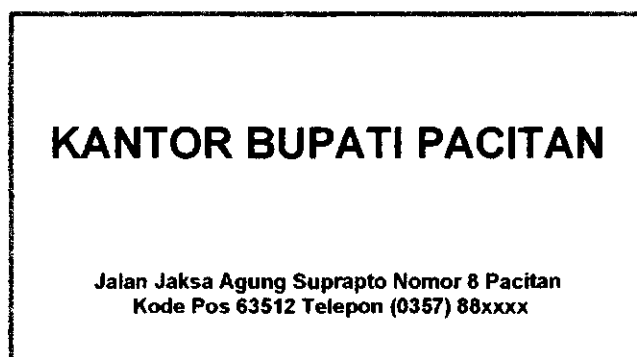 KANTOR BUPATI PACITAN
Jalan Jaksa Agung Suprapto Nomor 8 Pacitan
Kode Pos 63512 Telepon (0357) 88xxxx